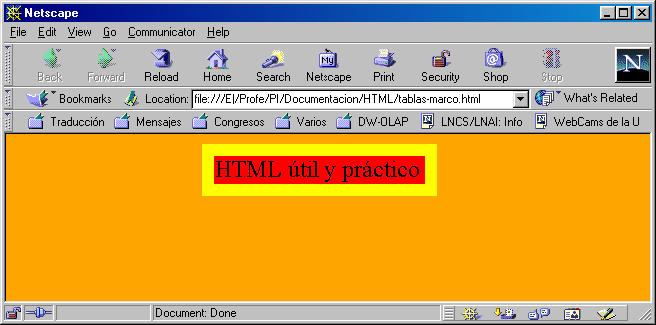 Netscape
File Edit View Go Communicator Help
Back Forward Reload Home Search Netscape Print Security Shop Stop
N
Bookmarks Location: file:///E|/Profe/PI/Documentacion/HTML/tablas-marco.html What's Related
Traducción Mensajes Congresos Varios DW-OLAP LNCS/LNAI: Info WebCams de la U
HTML útil y práctico
Document: Done